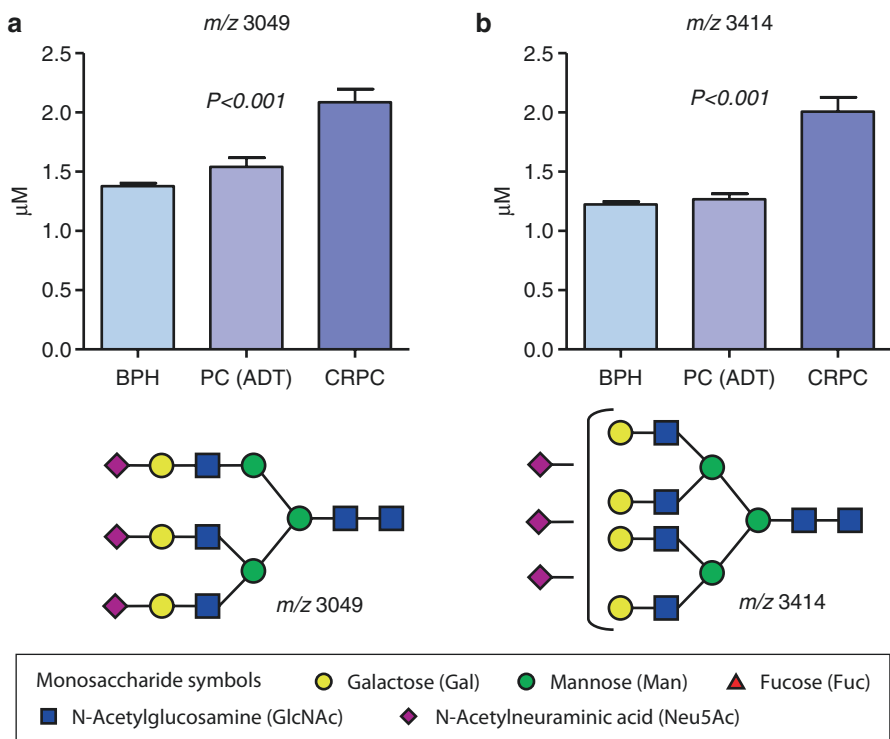 a
m/z 3049
2.5
2.0
1.5
1.0
0.5
0.0
μM
P<0.001
BPH PC (ADT) CRPC
m/z 3049
b
m/z 3414
2.5
2.0
1.5
1.0
0.5
0.0
μM
P<0.001
BPH PC (ADT) CRPC
m/z 3414
Monosaccharide symbols Galactose (Gal) Mannose (Man) Fucose (Fuc)
N-Acetylglucosamine (GlcNAc) N-Acetylneuraminic acid (Neu5Ac)